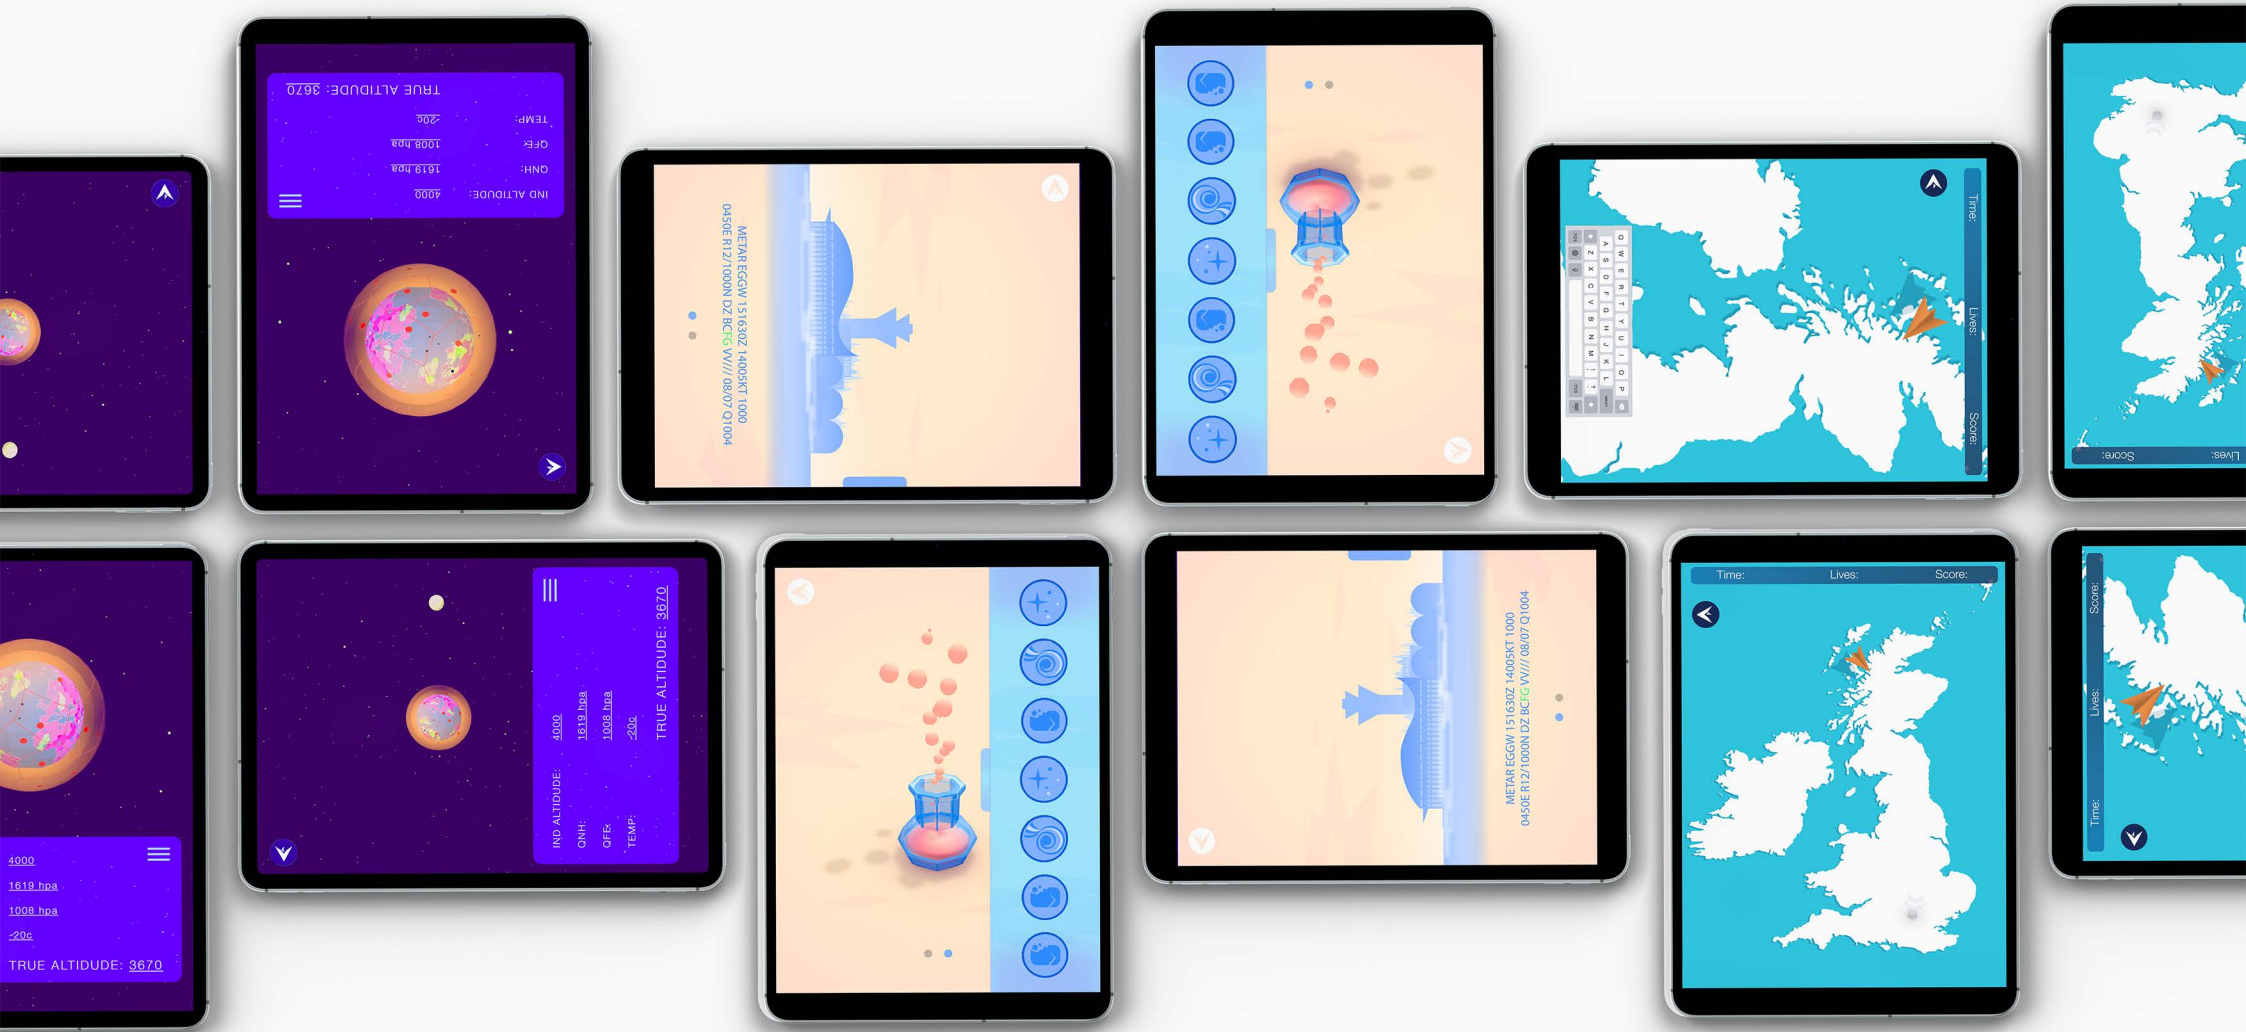 TRUE ALTIDUDE: 3670
TEMP: -20c
QFE: 1008 hpa
QNH: 1619 hpa
IND ALTIDUDE: 4000
METAR EGGW 151630Z 14005KT 1000
0450E R12/1000N DZ BCFG VV/// 08/07 Q1004
Time: Lives: Score:
Q W E R T Y U I O P
A S D F G H J K L
Z X C V B N M ! ?
Lives: Score:
4000
1619 hpa
1008 hpa
-20c
TRUE ALTIDUDE: 3670
IND ALTIDUDE: 4000
QNH: 1619 hpa
QFE: 1008 hpa
TEMP: -20c
TRUE ALTIDUDE: 3670
METAR EGGW 151630Z 14005KT 1000
0450E R12/1000N DZ BCFG VV/// 08/07 Q1004
Time: Lives: Score:
Time: Lives: Score: